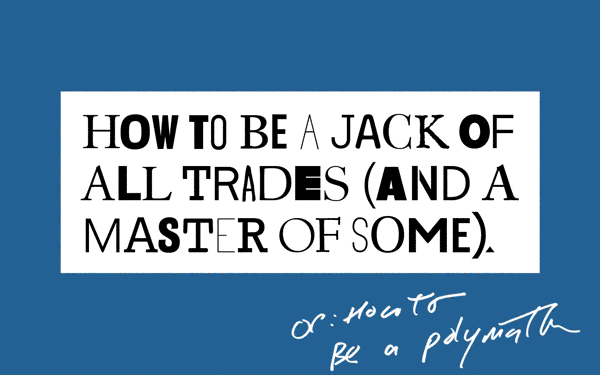 HOW TO BE A JACK OF
ALL TRADES (AND A
MASTER OF SOME).
or: How to
BE a polymath